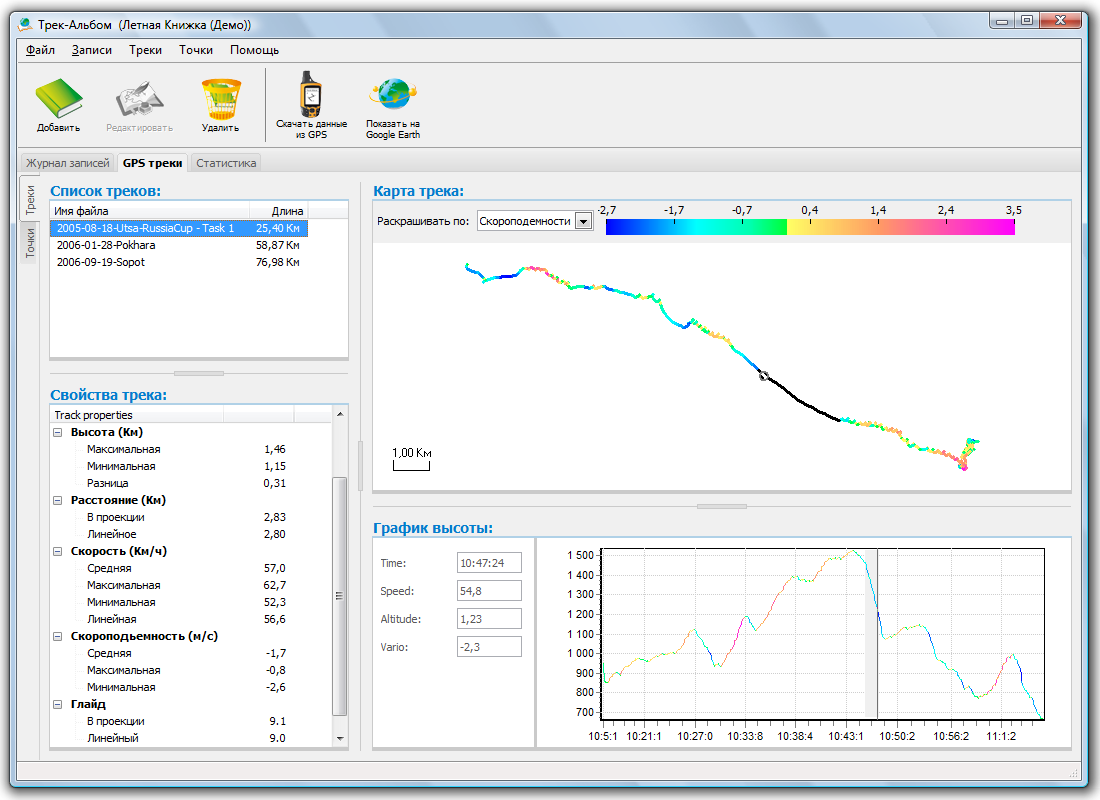 Трек-Альбом (Летная Книжка (Демо))
Файл Записи Треки Точки Помощь
Добавить
Редактировать
Удалить
Скачать данные
из GPS
Показать на
Google Earth
Журнал записей GPS треки Статистика
Треки
Точки
Список треков:
Имя файла Длина
2005-08-18-Utsa-RussiaCup - Task 1 25,40 Км
2006-01-28-Pokhara 58,87 Км
2006-09-19-Sopot 76,98 Км
Свойства трека:
Track properties
Высота (Км)
Максимальная 1,46
Минимальная 1,15
Разница 0,31
Расстояние (Км)
В проекции 2,83
Линейное 2,80
Скорость (Км/ч)
Средняя 57,0
Максимальная 62,7
Минимальная 52,3
Линейная 56,6
Скороподьемность (м/с)
Средняя -1,7
Максимальная -0,8
Минимальная -2,6
Глайд
В проекции 9.1
Линейный 9.0
Карта трека:
Раскрашивать по: Скороподемности
-2,7 -1,7 -0,7 0,4 1,4 2,4 3,5
1,00 Км
График высоты:
Time: 10:47:24
Speed: 54,8
Altitude: 1,23
Vario: -2,3
1 500
1 400
1 300
1 200
1 100
1 000
900
800
700
10:5:1 10:21:1 10:27:0 10:33:8 10:38:4 10:43:1 10:50:2 10:56:2 11:1:2